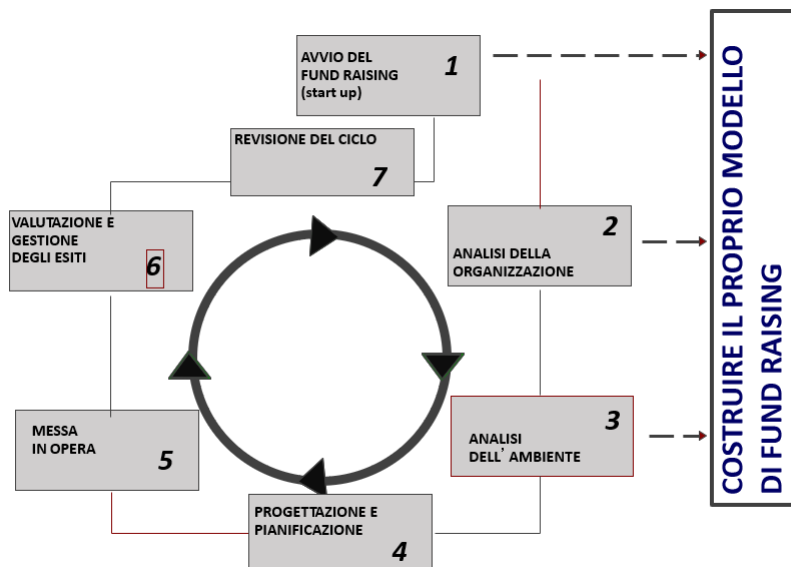 AVVIO DEL
FUND RAISING
(start up)
1
2
ANALISI DELLA
ORGANIZZAZIONE
3
ANALISI
DELL’ AMBIENTE
PROGETTAZIONE E
PIANIFICAZIONE
4
MESSA
IN OPERA
5
VALUTAZIONE E
GESTIONE
DEGLI ESITI
6
REVISIONE DEL CICLO
7
COSTRUIRE IL PROPRIO MODELLO
DI FUND RAISING